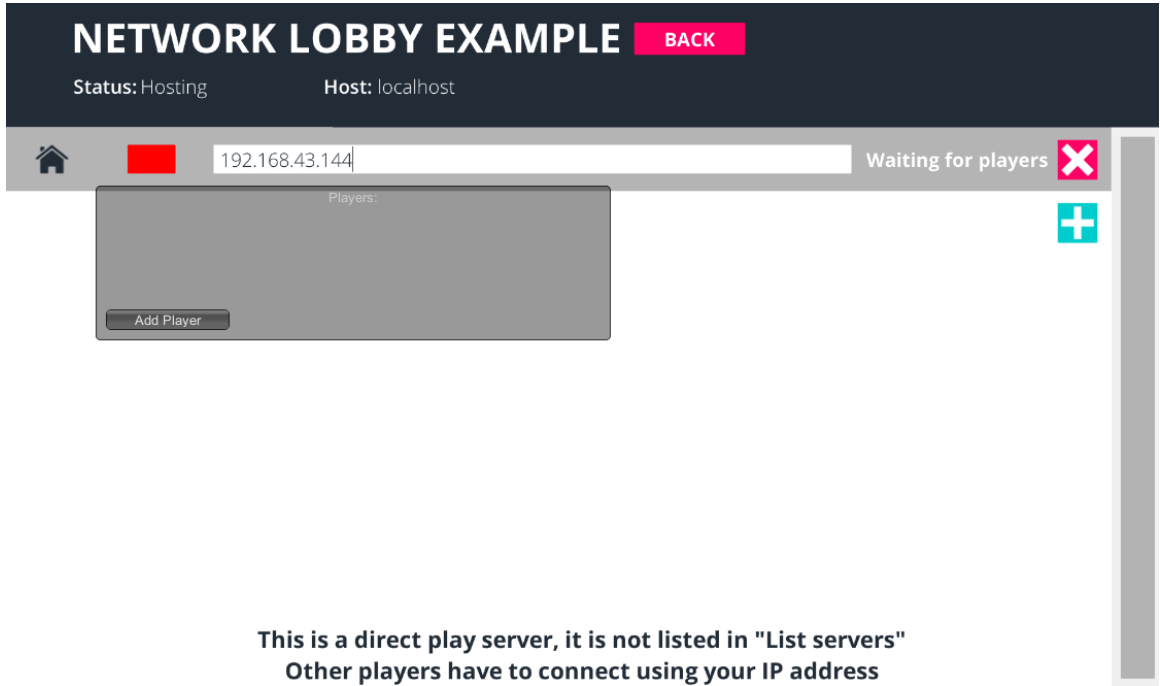 NETWORK LOBBY EXAMPLE BACK
Status: Hosting Host: localhost
192.168.43.144 Waiting for players
Players:
Add Player
This is a direct play server, it is not listed in "List servers"
Other players have to connect using your IP address